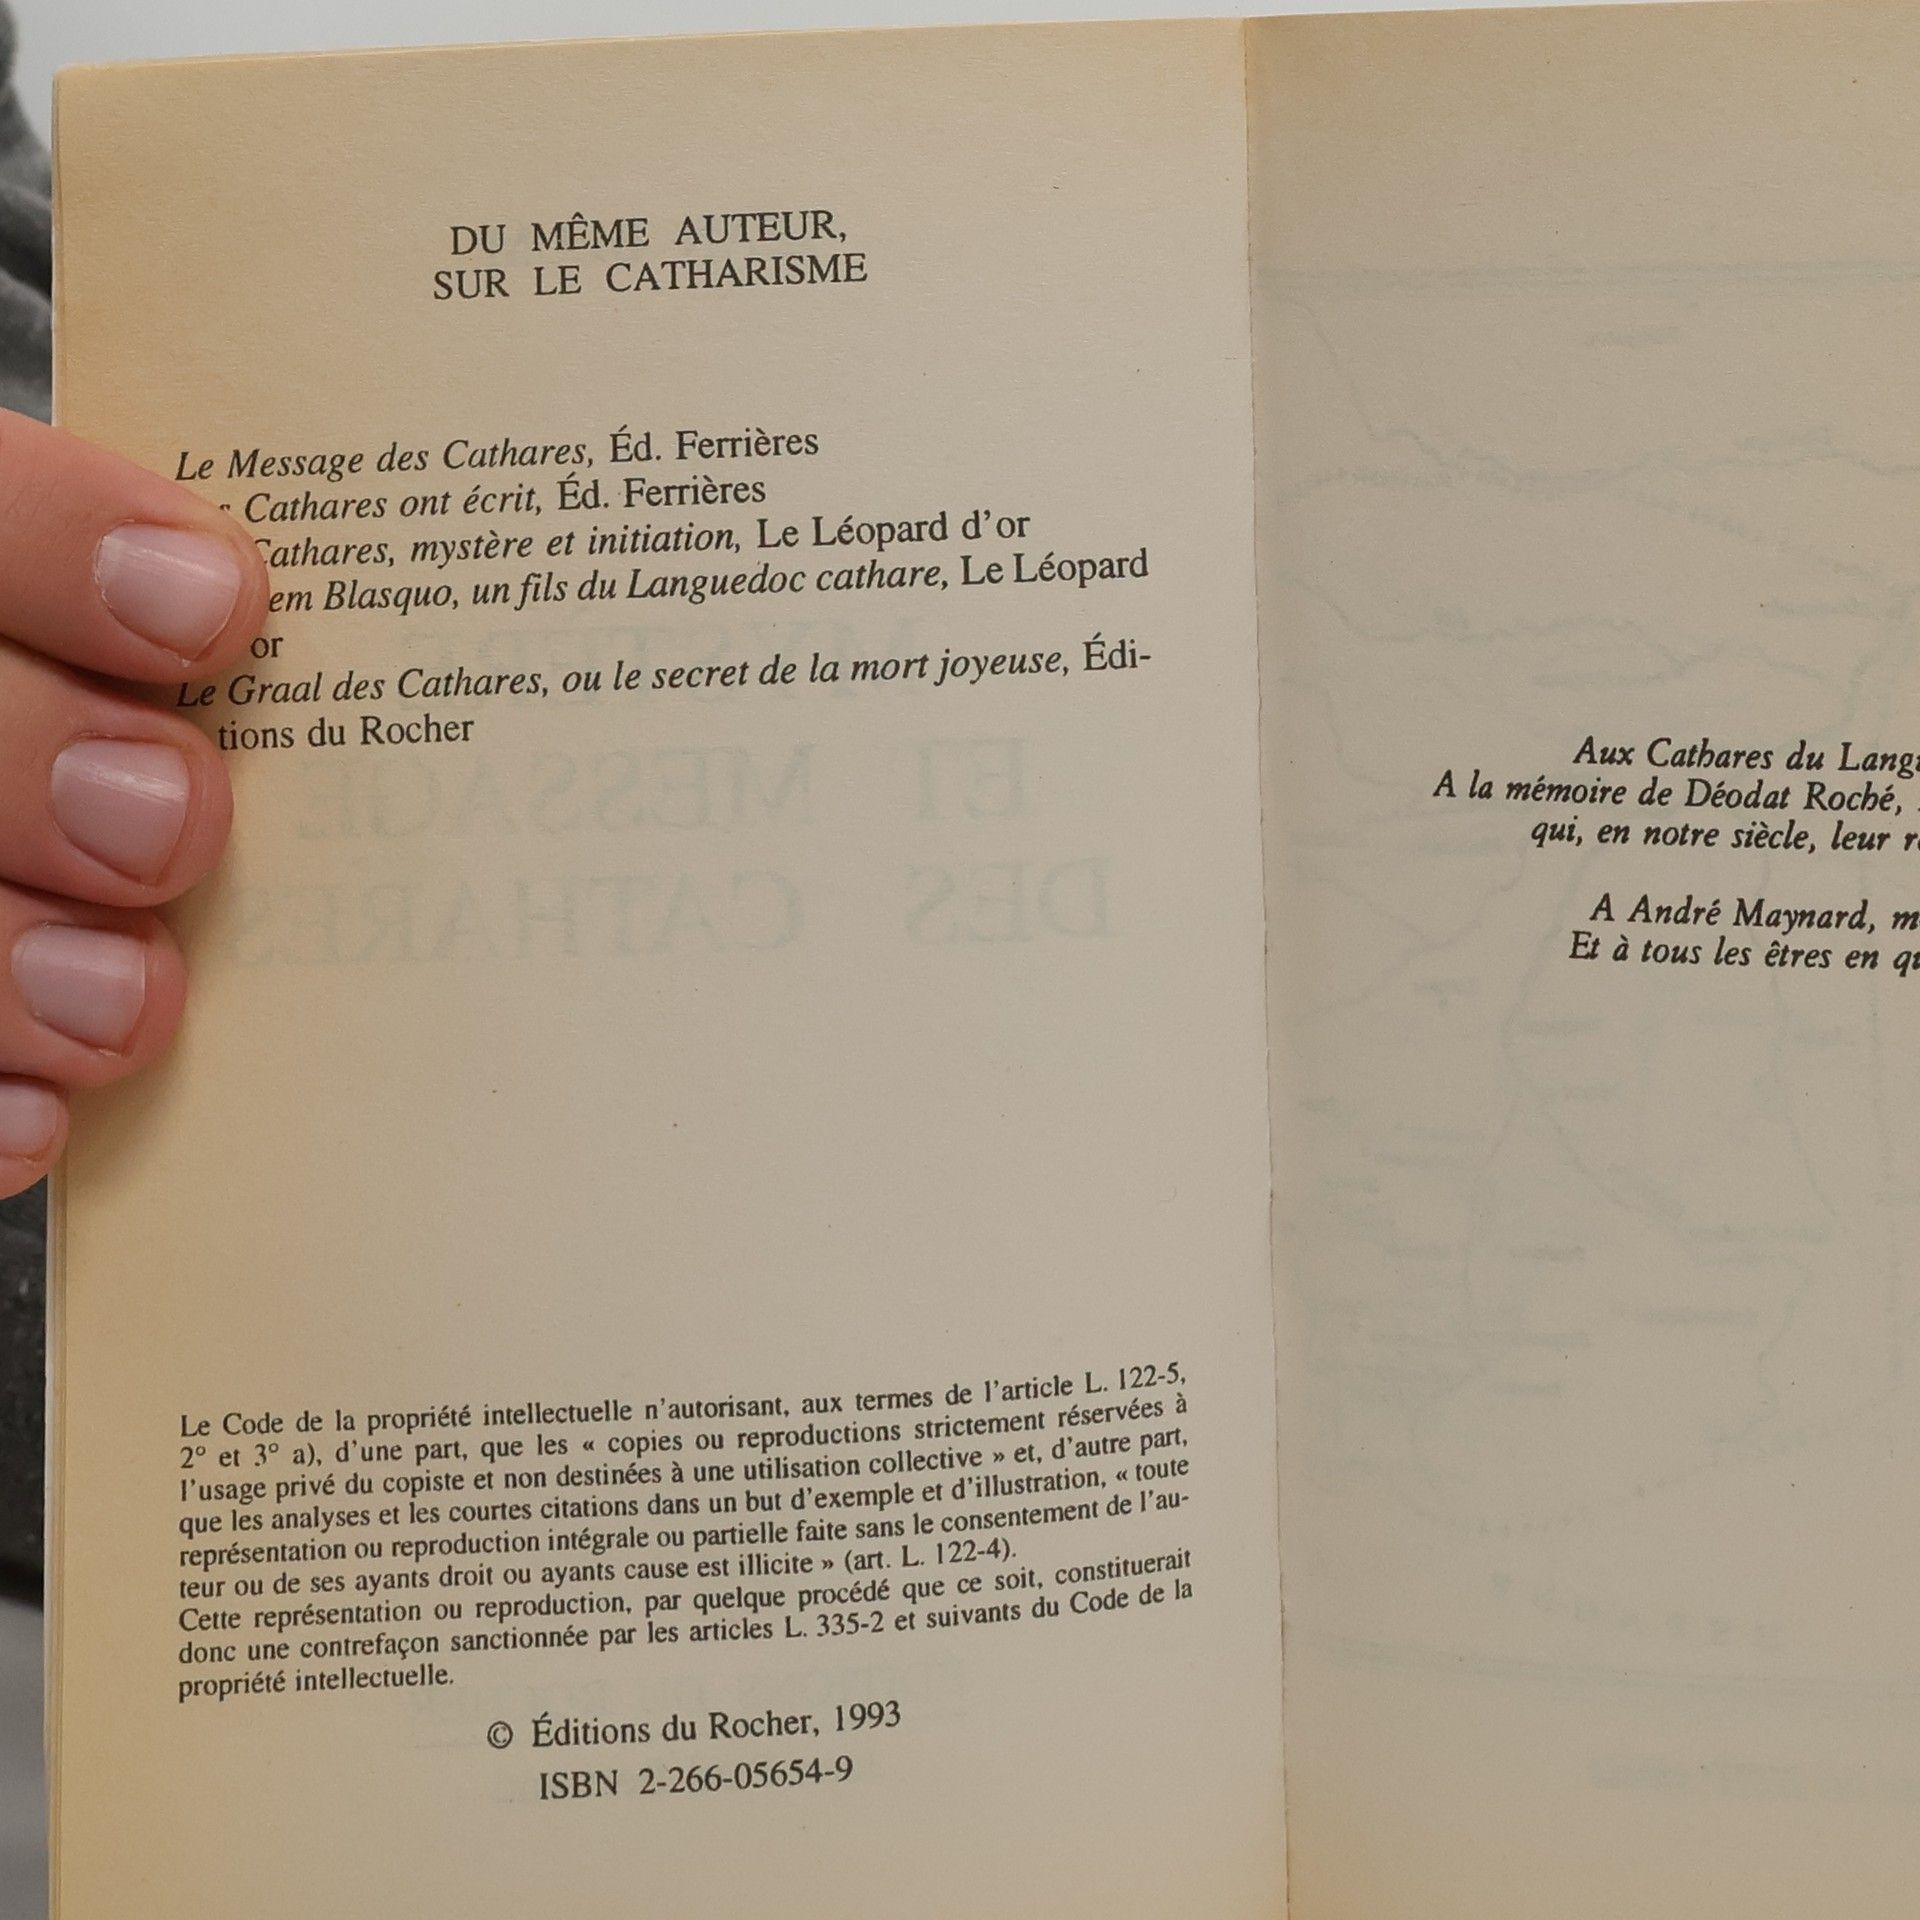 DU MÊME AUTEUR,
SUR LE CATHARISME
Le Message des Cathares, Éd. Ferrières
Cathares ont écrit, Éd. Ferrières
Cathares, mystère et initiation, Le Léopard d'or
em Blasquo, un fils du Languedoc cathare, Le Léopard
or
Le Graal des Cathares, ou le secret de la mort joyeuse, Édi-
tions du Rocher
Le Code de la propriété intellectuelle n'autorisant, aux termes de l'article L. 122-5,
2° et 3° a), d'une part, que les « copies ou reproductions strictement réservées à
l'usage privé du copiste et non destinées à une utilisation collective » et, d'autre part,
que les analyses et les courtes citations dans un but d'exemple et d'illustration, « toute
représentation ou reproduction intégrale ou partielle faite sans le consentement de l'au-
teur ou de ses ayants droit ou ayants cause est illicite » (art. L. 122-4).
Cette représentation ou reproduction, par quelque procédé que ce soit, constituerait
donc une contrefaçon sanctionnée par les articles L. 335-2 et suivants du Code de la
propriété intellectuelle.
© Éditions du Rocher, 1993
ISBN 2-266-05654-9
Aux Cathares du Langu
A la mémoire de Déodat Roché,
qui, en notre siècle, leur r
A André Maynard, m
Et à tous les êtres en qu